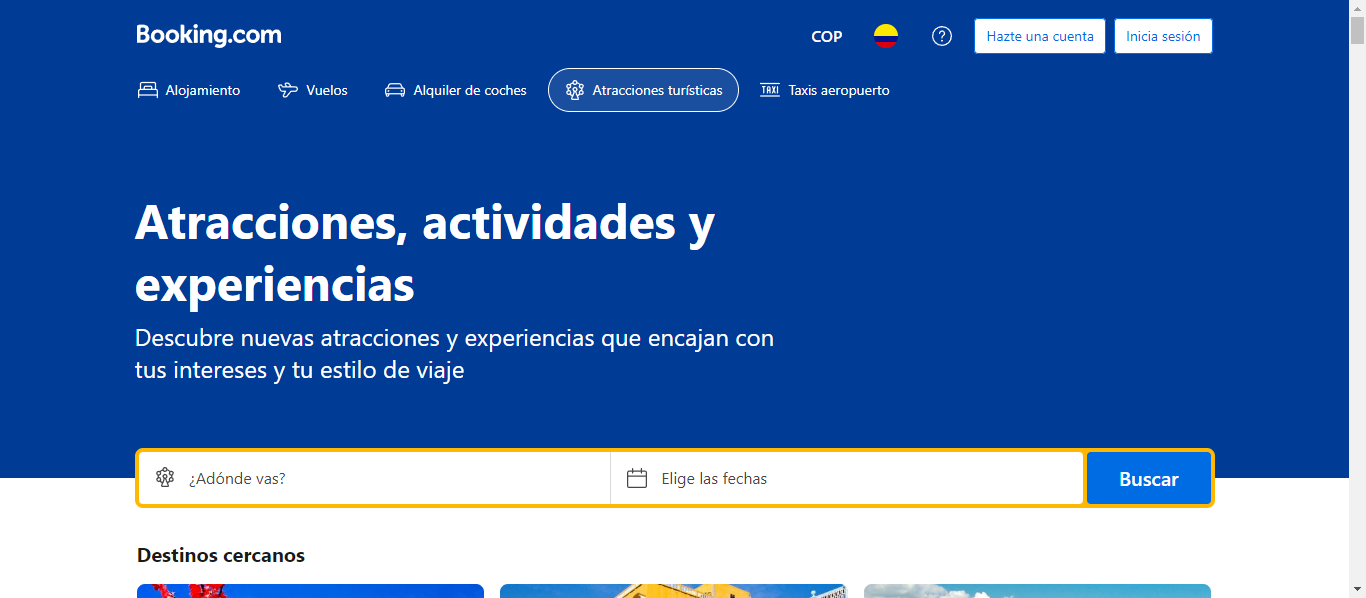 Booking.com
COP
Hazte una cuenta
Inicia sesión
Alojamiento
Vuelos
Alquiler de coches
Atracciones turísticas
TAXI
Taxis aeropuerto
Atracciones, actividades y
experiencias
Descubre nuevas atracciones y experiencias que encajan con
tus intereses y tu estilo de viaje
¿Adónde vas?
Elige las fechas
Buscar
Destinos cercanos